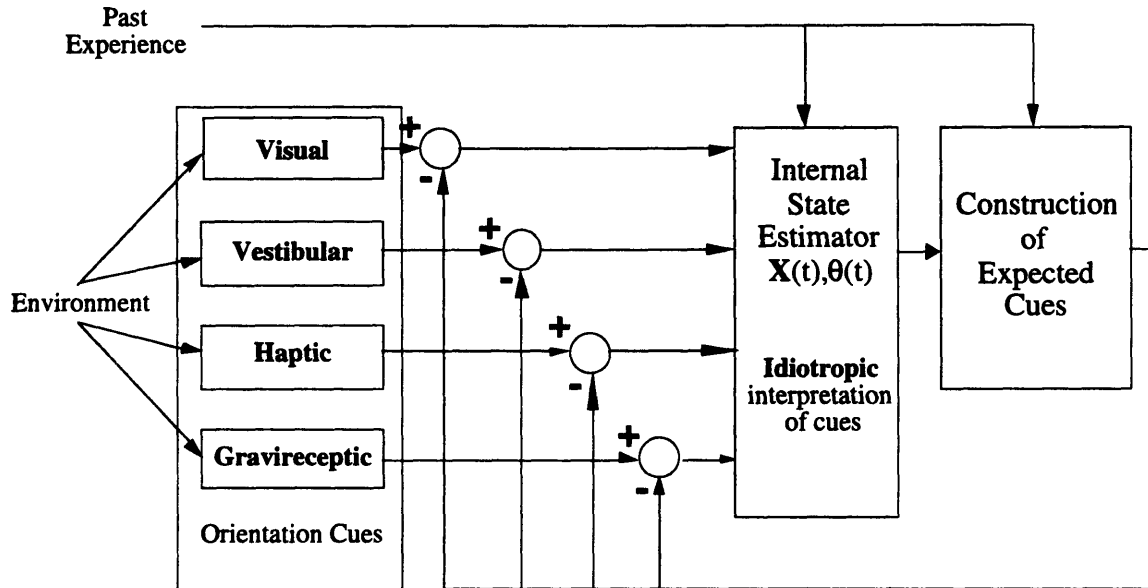 Past
Experience
Visual
+
-
Vestibular
+
-
Environment
Haptic
+
-
Gravireceptic
+
-
Orientation Cues
Internal
State
Estimator
X(t),θ(t)
Idiotropic
interpretation
of cues
Construction
of
Expected
Cues